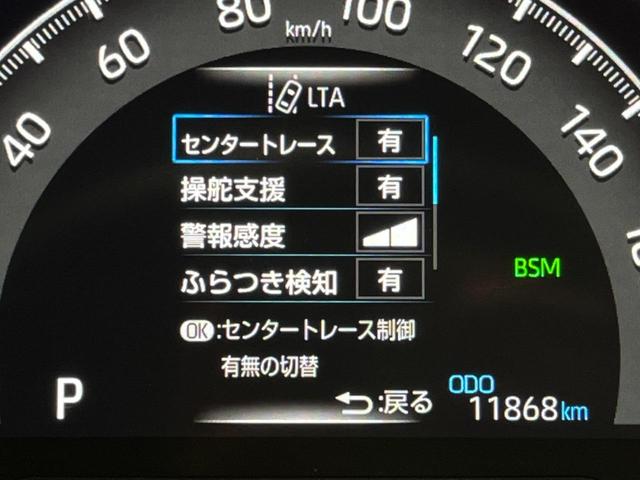 80 100
km/h
60 120
LTA
40 140
センタートレース 有
操舵支援 有
警報感度
ふらつき検知 有
BSM
OK:センタートレース制御
有無の切替
P
:戻る
ODO
11868km